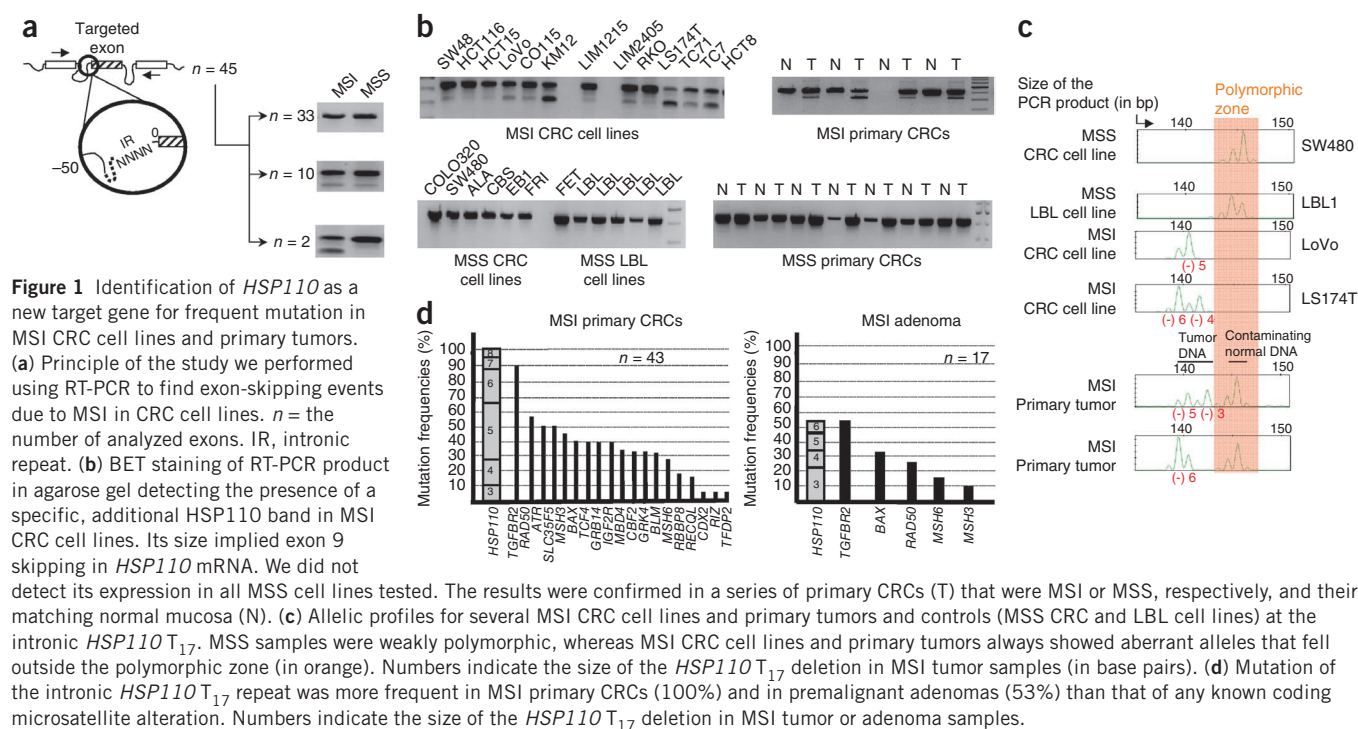 a
Targeted
exon
n = 45
IR
NNNN
0
–50
MSI
MSS
n = 33
n = 10
n = 2
b
SW48
HCT116
HCT15
LoVo
CO115
KM12
LIM1215
LIM2405
RKO
LS174T
TC71
TC7
HCT8
MSI CRC cell lines
N T N T N T N T
MSI primary CRCs
COLO320
SW480
ALA
CBS
EB1
FRI
FET
LBL
LBL
LBL
LBL
LBL
MSS CRC
cell lines
MSS LBL
cell lines
N T N T N T N T N T N T N T
MSS primary CRCs
c
Size of the
PCR product (in bp)
Polymorphic
zone
140 150
MSS
CRC cell line
SW480
140 150
MSS
LBL cell line
LBL1
140 150
MSI
CRC cell line
LoVo
(-) 5
140 150
MSI
CRC cell line
LS174T
(-) 6 (-) 4
Tumor
DNA
Contaminating
normal DNA
140 150
MSI
Primary tumor
(-) 5 (-) 3
140 150
MSI
Primary tumor
(-) 6
d
MSI primary CRCs
n = 43
Mutation frequencies (%)
100
90
80
70
60
50
40
30
20
10
8
7
6
5
4
3
HSP110
TGFBR2
RAD50
ATR
SLC35F5
MSH3
BAX
TCF4
GRB14
IGF2R
MBD4
CBF2
GRK4
BLM
MSH6
RBBP8
RECQL
CDX2
RIZ
TFDP2
MSI adenoma
n = 17
Mutation frequencies (%)
100
90
80
70
60
50
40
30
20
10
6
5
4
3
HSP110
TGFBR2
BAX
RAD50
MSH6
MSH3
Figure 1 Identification of HSP110 as a
new target gene for frequent mutation in
MSI CRC cell lines and primary tumors.
(a) Principle of the study we performed
using RT-PCR to find exon-skipping events
due to MSI in CRC cell lines. n = the
number of analyzed exons. IR, intronic
repeat. (b) BET staining of RT-PCR product
in agarose gel detecting the presence of a
specific, additional HSP110 band in MSI
CRC cell lines. Its size implied exon 9
skipping in HSP110 mRNA. We did not
detect its expression in all MSS cell lines tested. The results were confirmed in a series of primary CRCs (T) that were MSI or MSS, respectively, and their
matching normal mucosa (N). (c) Allelic profiles for several MSI CRC cell lines and primary tumors and controls (MSS CRC and LBL cell lines) at the
intronic HSP110 T17. MSS samples were weakly polymorphic, whereas MSI CRC cell lines and primary tumors always showed aberrant alleles that fell
outside the polymorphic zone (in orange). Numbers indicate the size of the HSP110 T17 deletion in MSI tumor samples (in base pairs). (d) Mutation of
the intronic HSP110 T17 repeat was more frequent in MSI primary CRCs (100%) and in premalignant adenomas (53%) than that of any known coding
microsatellite alteration. Numbers indicate the size of the HSP110 T17 deletion in MSI tumor or adenoma samples.